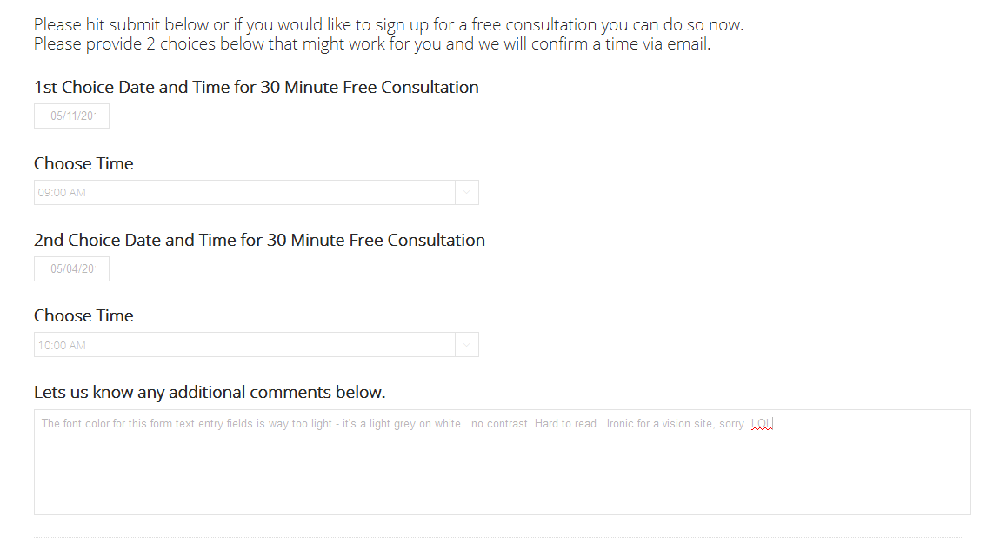 Please hit submit below or if you would like to sign up for a free consultation you can do so now.
Please provide 2 choices below that might work for you and we will confirm a time via email.
1st Choice Date and Time for 30 Minute Free Consultation
05/11/20
Choose Time
09:00 AM
2nd Choice Date and Time for 30 Minute Free Consultation
05/04/20
Choose Time
10:00 AM
Lets us know any additional comments below.
The font color for this form text entry fields is way too light - it's a light grey on white.. no contrast. Hard to read. Ironic for a vision site, sorry LOL